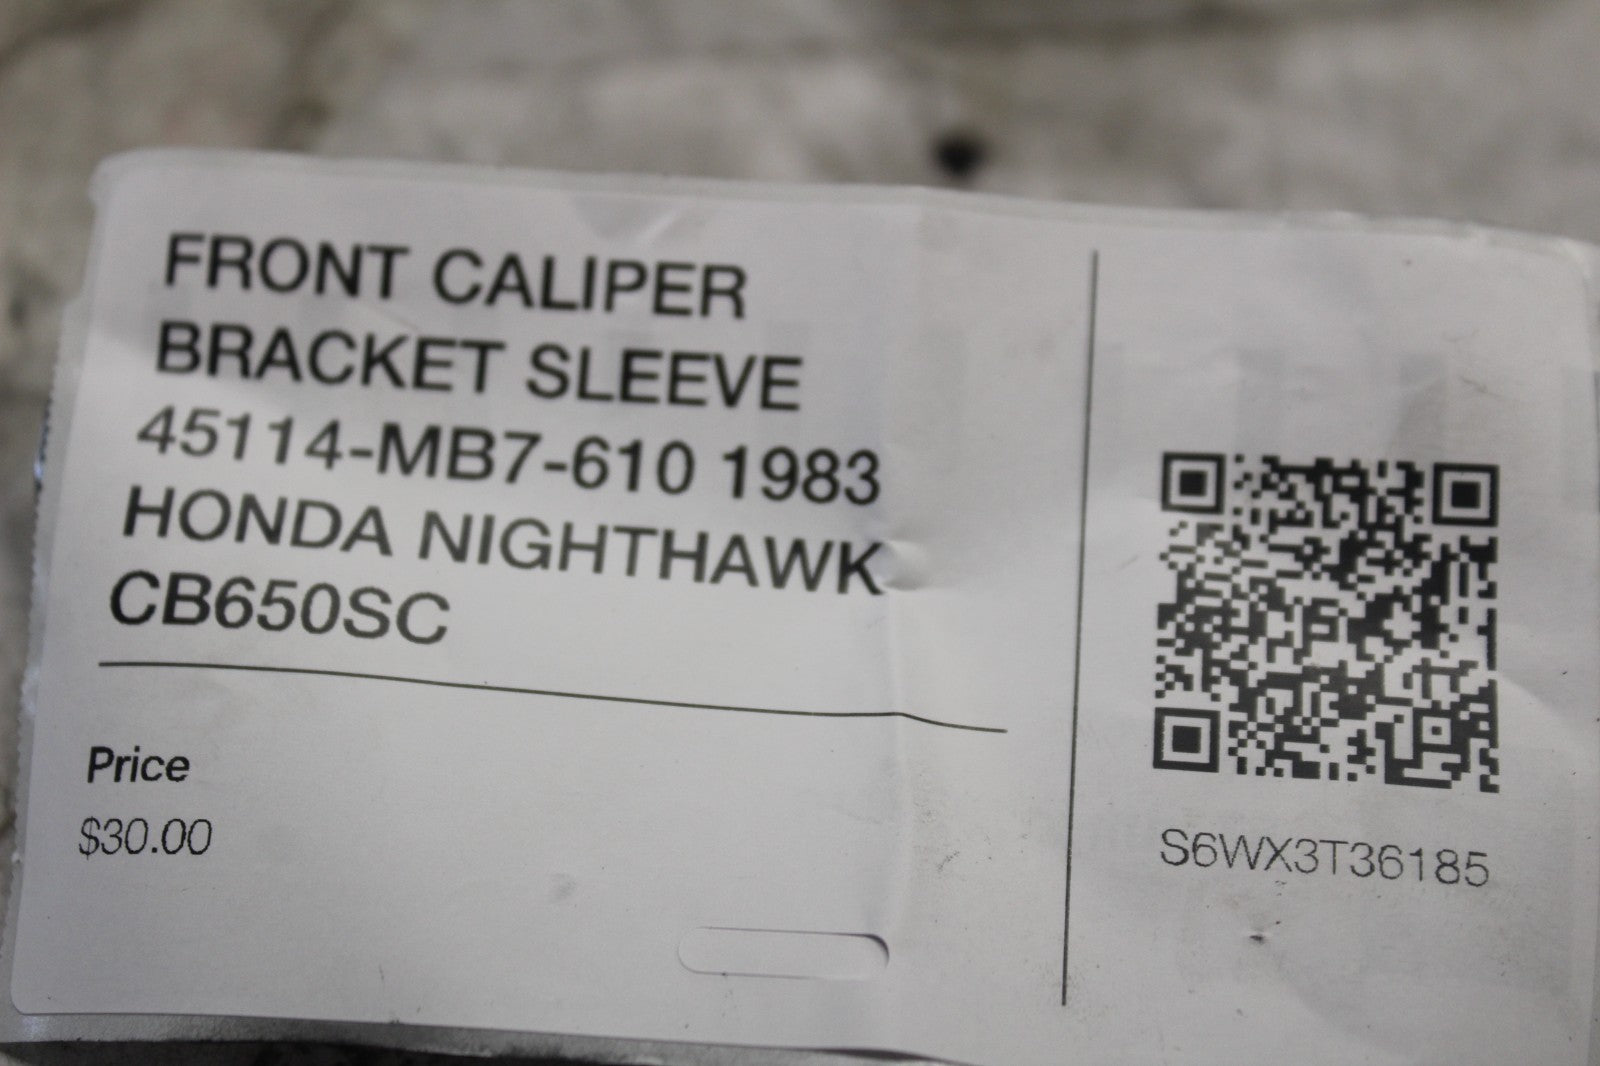 FRONT CALIPER
BRACKET SLEEVE
45114-MB7-610 1983
HONDA NIGHTHAWK
CB650SC
Price
$30.00
S6WX3T36185